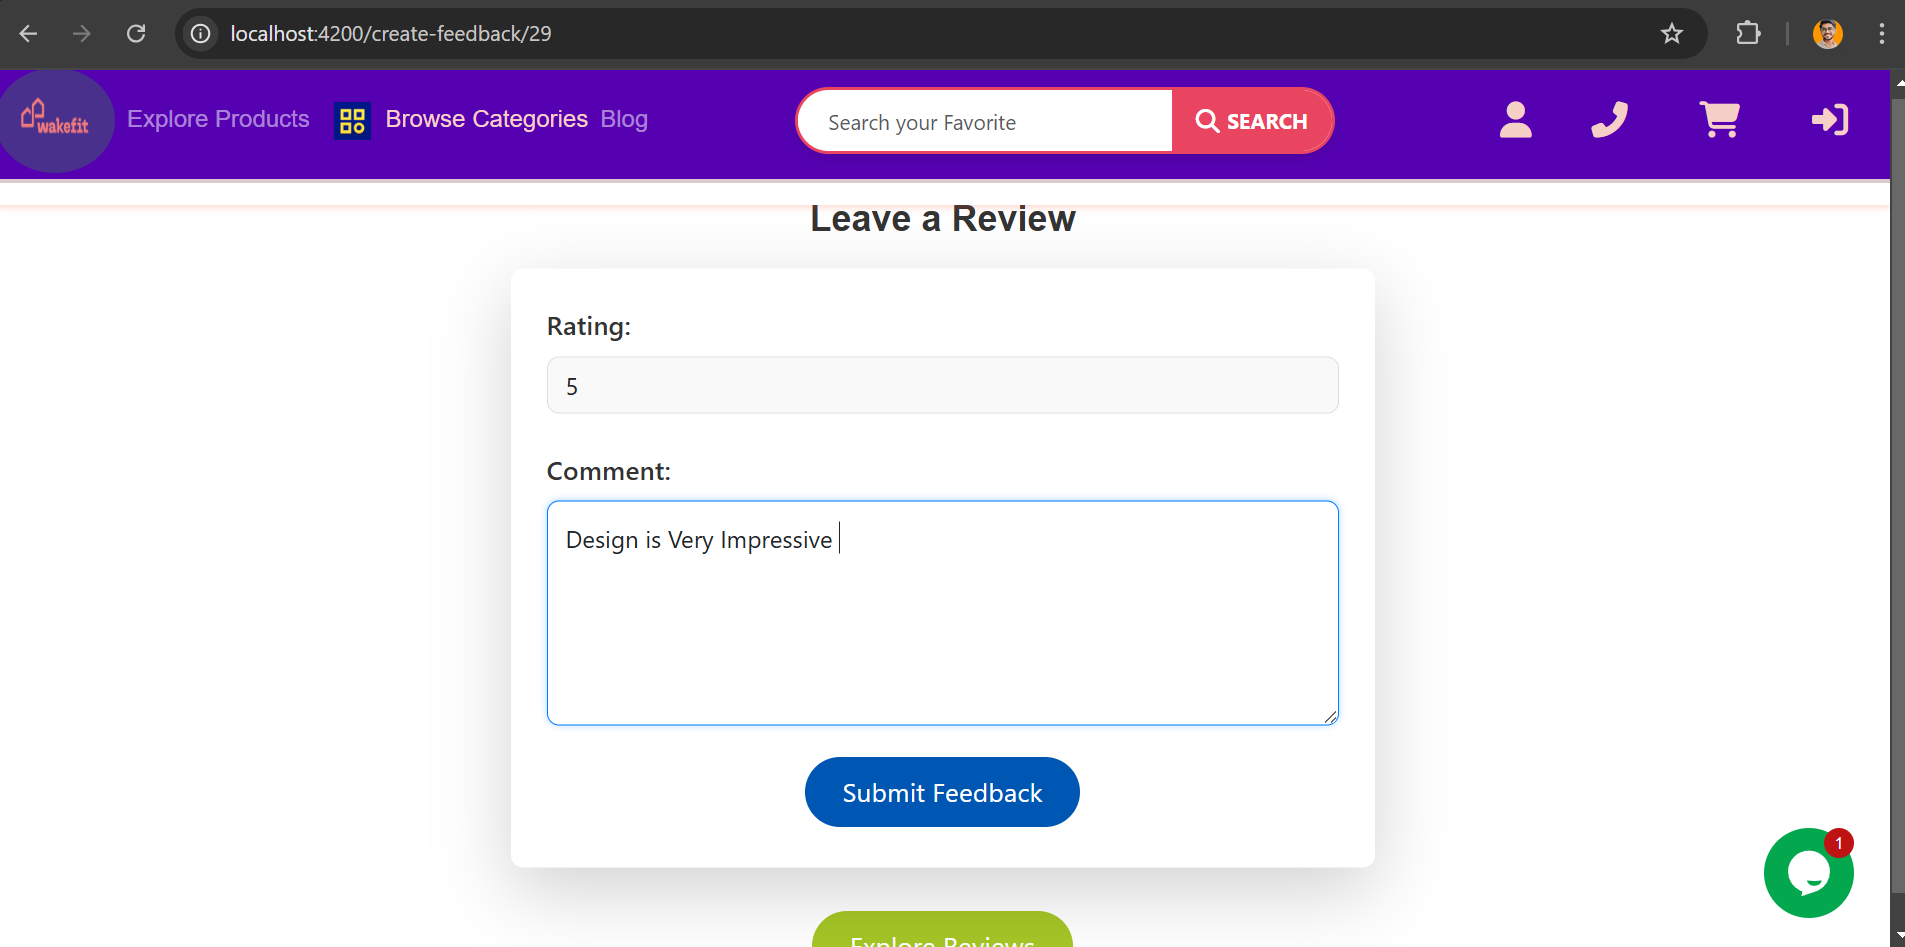 localhost:4200/create-feedback/29
wakefit
Explore Products
Browse Categories
Blog
Search your Favorite
SEARCH
Leave a Review
Rating:
5
Comment:
Design is Very Impressive
Submit Feedback
1
Explore Reviews